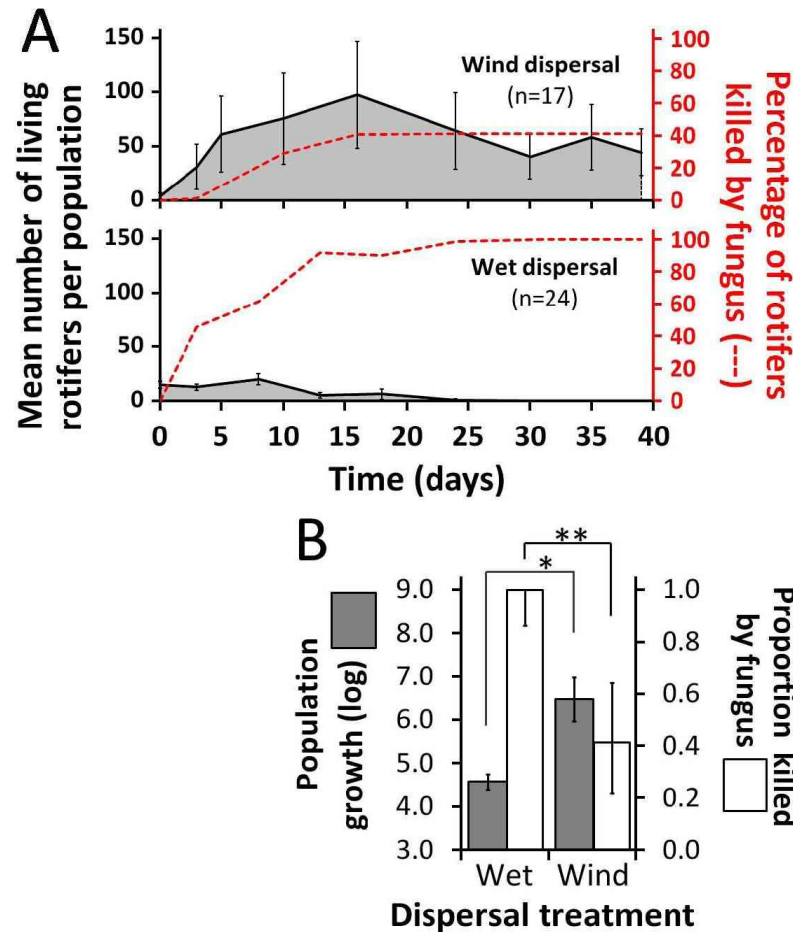 A
Mean number of living
rotifers per population
150
100
50
0
Wind dispersal
(n=17)
100
80
60
40
20
0
Percentage of rotifers
killed by fungus (---)
150
100
50
0
Wet dispersal
(n=24)
100
80
60
40
20
0
0 5 10 15 20 25 30 35 40
Time (days)
B
**
*
Population
growth (log)
9.0
8.0
7.0
6.0
5.0
4.0
3.0
1.0
0.8
0.6
0.4
0.2
0.0
Proportion killed
by fungus
Wet Wind
Dispersal treatment